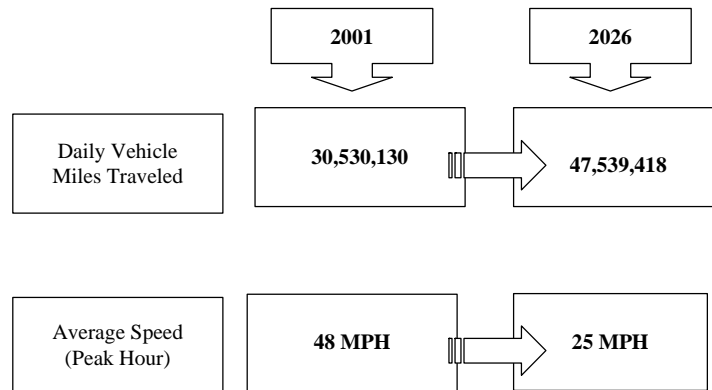 2001
2026
Daily Vehicle
Miles Traveled
30,530,130
47,539,418
Average Speed
(Peak Hour)
48 MPH
25 MPH